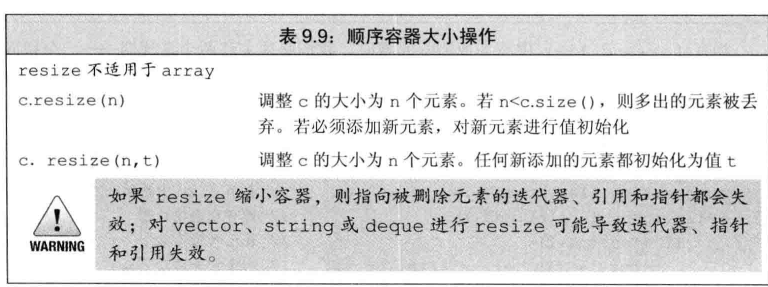 表 9.9：顺序容器大小操作
resize 不适用于 array
c.resize(n) 调整 c 的大小为 n 个元素。若 n<c.size()，则多出的元素被丢
弃。若必须添加新元素，对新元素进行值初始化
c. resize(n,t) 调整 c 的大小为 n 个元素。任何新添加的元素都初始化为值 t
如果 resize 缩小容器，则指向被删除元素的迭代器、引用和指针都会失
效；对 vector、string 或 deque 进行 resize 可能导致迭代器、指针
和引用失效。
WARNING